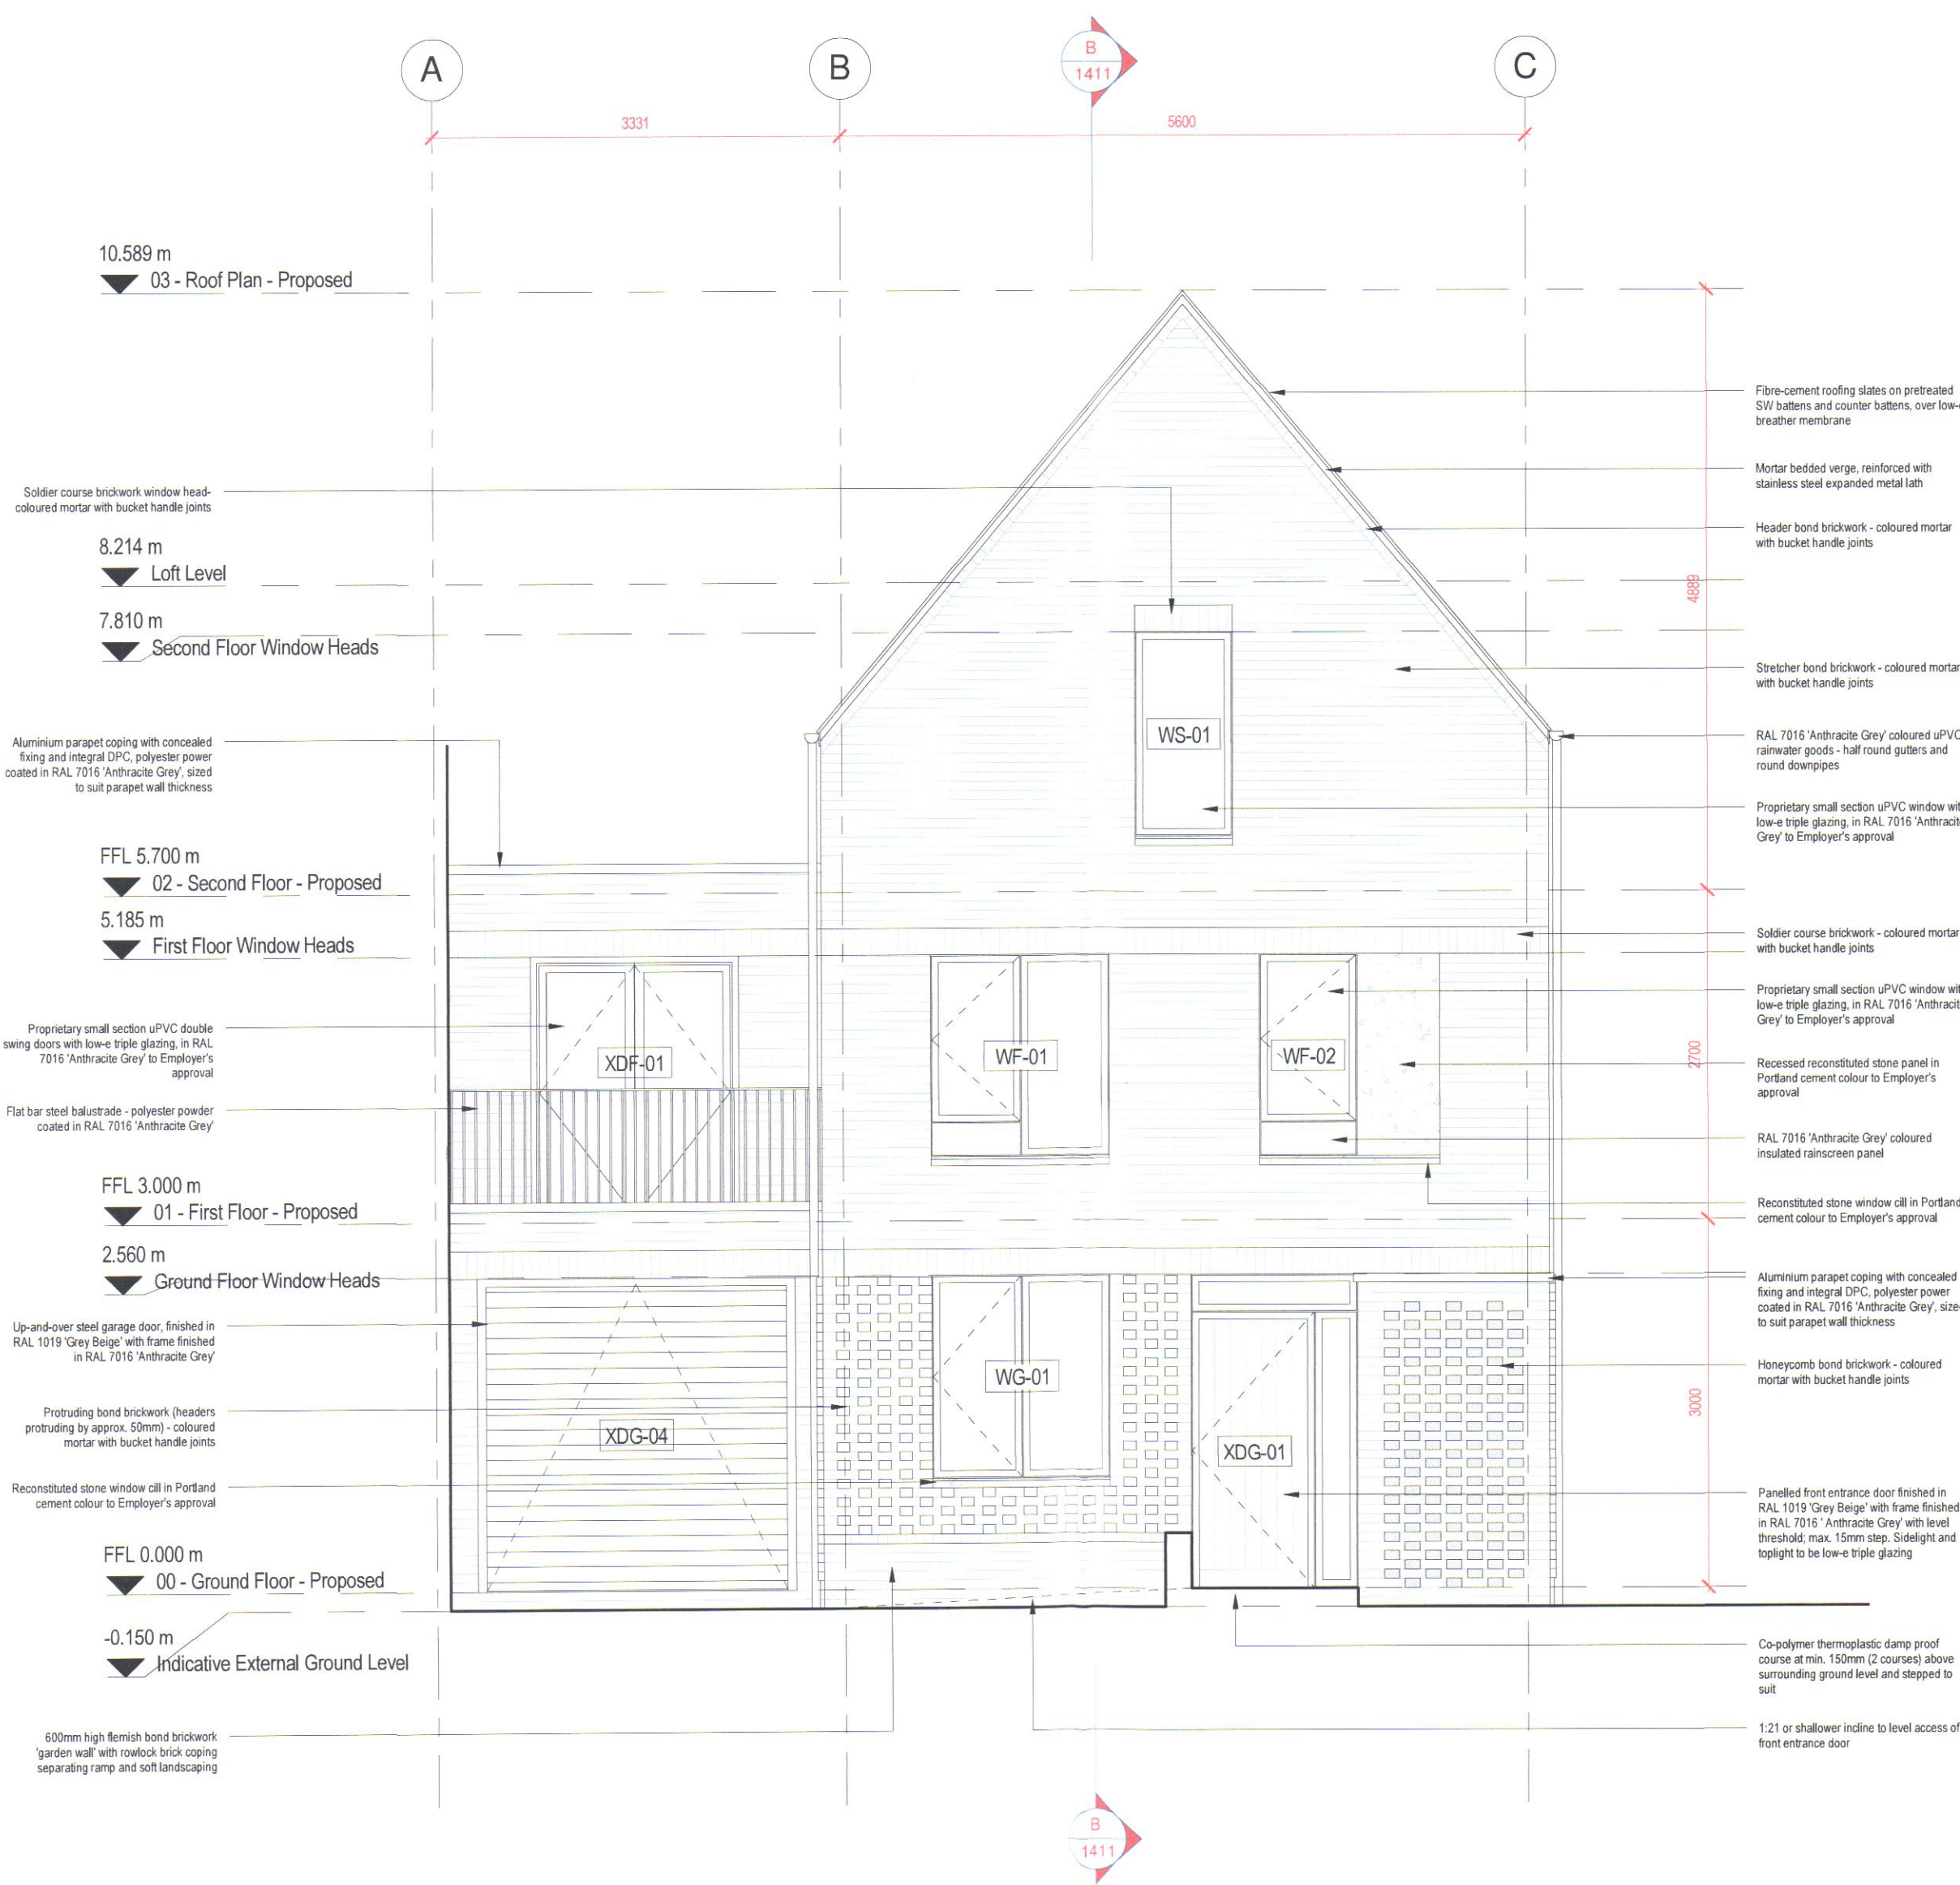 A
B
B
1411
C
3331
5600
10.589 m
03 - Roof Plan - Proposed
Soldier course brickwork window head-
coloured mortar with bucket handle joints
8.214 m
Loft Level
7.810 m
Second Floor Window Heads
Aluminium parapet coping with concealed
fixing and integral DPC, polyester power
coated in RAL 7016 'Anthracite Grey', sized
to suit parapet wall thickness
FFL 5.700 m
02 - Second Floor - Proposed
5.185 m
First Floor Window Heads
Proprietary small section uPVC double
swing doors with low-e triple glazing, in RAL
7016 'Anthracite Grey' to Employer's
approval
Flat bar steel balustrade - polyester powder
coated in RAL 7016 'Anthracite Grey'
FFL 3.000 m
01 - First Floor - Proposed
2.560 m
Ground Floor Window Heads
Up-and-over steel garage door, finished in
RAL 1019 'Grey Beige' with frame finished
in RAL 7016 'Anthracite Grey'
Protruding bond brickwork (headers
protruding by approx. 50mm) - coloured
mortar with bucket handle joints
Reconstituted stone window cill in Portland
cement colour to Employer's approval
FFL 0.000 m
00 - Ground Floor - Proposed
-0.150 m
Indicative External Ground Level
600mm high flemish bond brickwork
'garden wall' with rowlock brick coping
separating ramp and soft landscaping
WS-01
XDF-01
WF-01
WF-02
WG-01
XDG-04
XDG-01
4889
2700
3000
Fibre-cement roofing slates on pretreated
SW battens and counter battens, over low-
breather membrane
Mortar bedded verge, reinforced with
stainless steel expanded metal lath
Header bond brickwork - coloured mortar
with bucket handle joints
Stretcher bond brickwork - coloured mortar
with bucket handle joints
RAL 7016 'Anthracite Grey' coloured uPVC
rainwater goods - half round gutters and
round downpipes
Proprietary small section uPVC window wit
low-e triple glazing, in RAL 7016 'Anthracit
Grey' to Employer's approval
Soldier course brickwork - coloured mortar
with bucket handle joints
Proprietary small section uPVC window wit
low-e triple glazing, in RAL 7016 'Anthracit
Grey' to Employer's approval
Recessed reconstituted stone panel in
Portland cement colour to Employer's
approval
RAL 7016 'Anthracite Grey' coloured
insulated rainscreen panel
Reconstituted stone window cill in Portland
cement colour to Employer's approval
Aluminium parapet coping with concealed
fixing and integral DPC, polyester power
coated in RAL 7016 'Anthracite Grey', size
to suit parapet wall thickness
Honeycomb bond brickwork - coloured
mortar with bucket handle joints
Panelled front entrance door finished in
RAL 1019 'Grey Beige' with frame finished
in RAL 7016 ' Anthracite Grey' with level
threshold; max. 15mm step. Sidelight and
toplight to be low-e triple glazing
Co-polymer thermoplastic damp proof
course at min. 150mm (2 courses) above
surrounding ground level and stepped to
suit
1:21 or shallower incline to level access of
front entrance door
B
1411